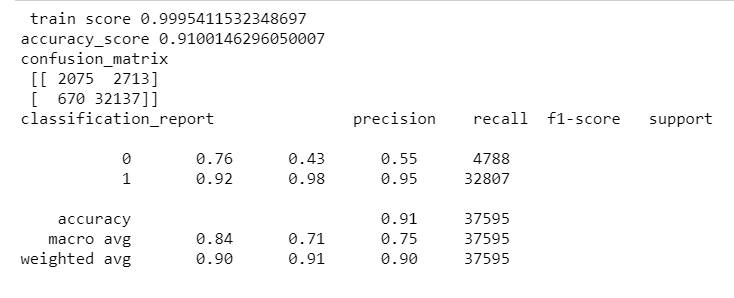 train score 0.9995411532348697
accuracy_score 0.9100146296050007
confusion_matrix
[[ 2075 2713]
[ 670 32137]]
classification_report precision recall f1-score support
0 0.76 0.43 0.55 4788
1 0.92 0.98 0.95 32807
accuracy 0.91 37595
macro avg 0.84 0.71 0.75 37595
weighted avg 0.90 0.91 0.90 37595